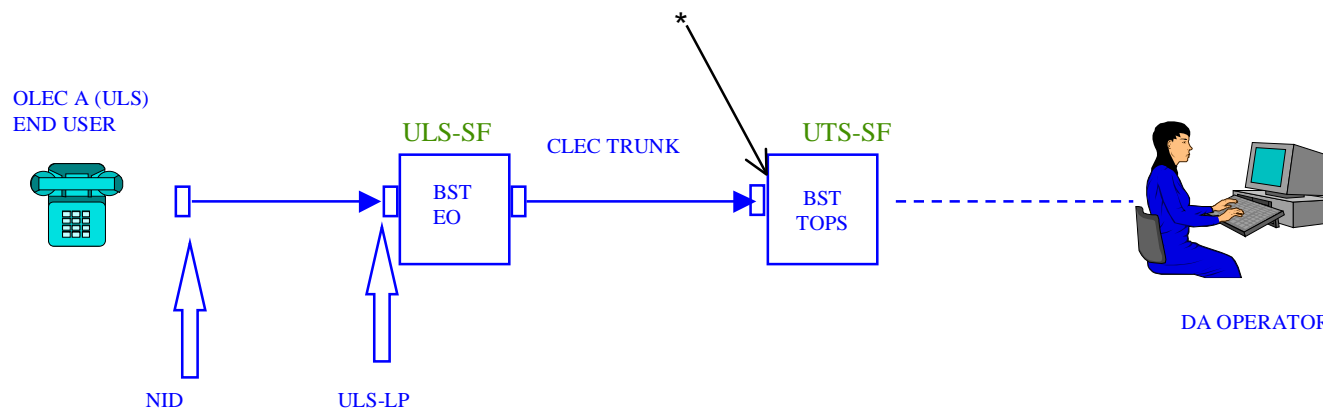 *
OLEC A (ULS)
END USER
ULS-SF
CLEC TRUNK
UTS-SF
BST
EO
BST
TOPS
DA OPERATOR
NID
ULS-LP